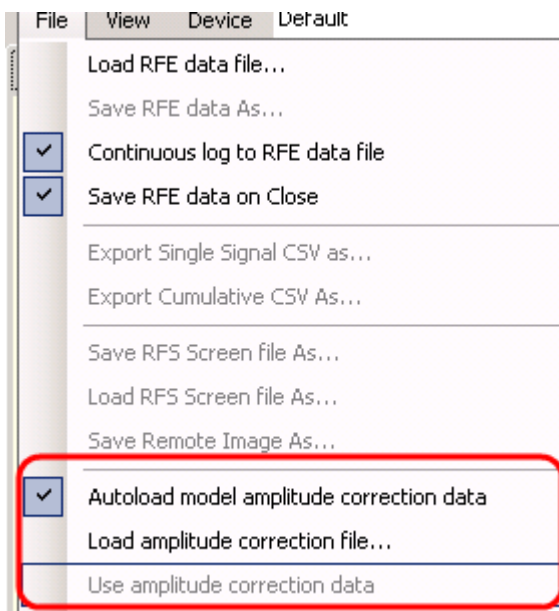 File View Device Default
Load RFE data file...
Save RFE data As...
Continuous log to RFE data file
Save RFE data on Close
Export Single Signal CSV as...
Export Cumulative CSV As...
Save RFS Screen file As...
Load RFS Screen file As...
Save Remote Image As...
Autoload model amplitude correction data
Load amplitude correction file...
Use amplitude correction data